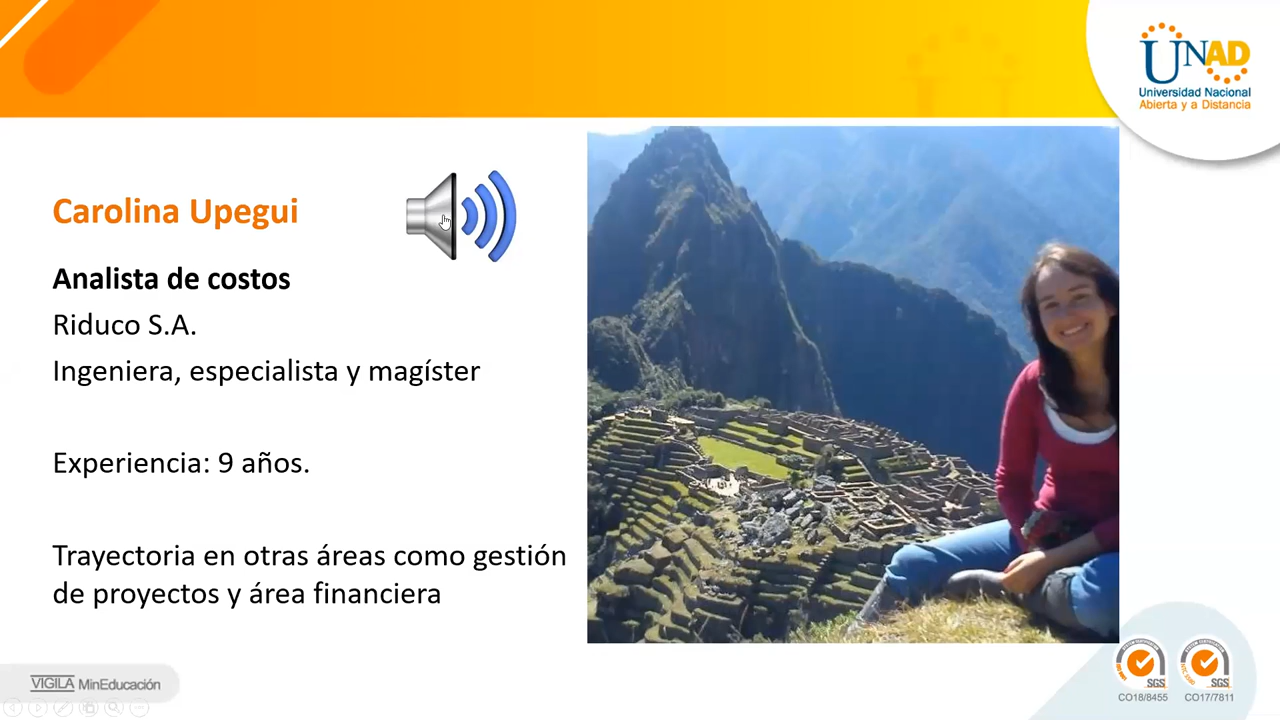 UNAD
Universidad Nacional
Abierta y a Distancia
Carolina Upegui
Analista de costos
Riduco S.A.
Ingeniera, especialista y magíster
Experiencia: 9 años.
Trayectoria en otras áreas como gestión
de proyectos y área financiera
VIGILA MinEducación
SGS
SGS
CO18/8455
CO17/7811